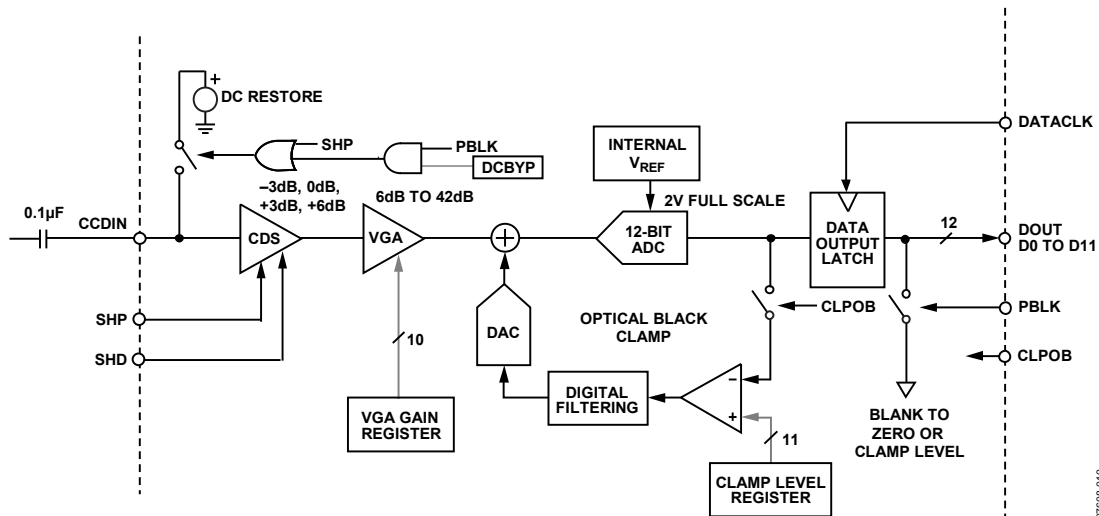 +
DC RESTORE
SHP
PBLK
DCBYP
–3dB, 0dB,
+3dB, +6dB
6dB TO 42dB
INTERNAL
VREF
2V FULL SCALE
DATACLK
0.1µF
CCDIN
CDS
VGA
+
12-BIT
ADC
DATA
OUTPUT
LATCH
12
DOUT
D0 TO D11
SHP
SHD
10
DAC
OPTICAL BLACK
CLAMP
CLPOB
PBLK
CLPOB
VGA GAIN
REGISTER
DIGITAL
FILTERING
–
+
11
CLAMP LEVEL
REGISTER
BLANK TO
ZERO OR
CLAMP LEVEL